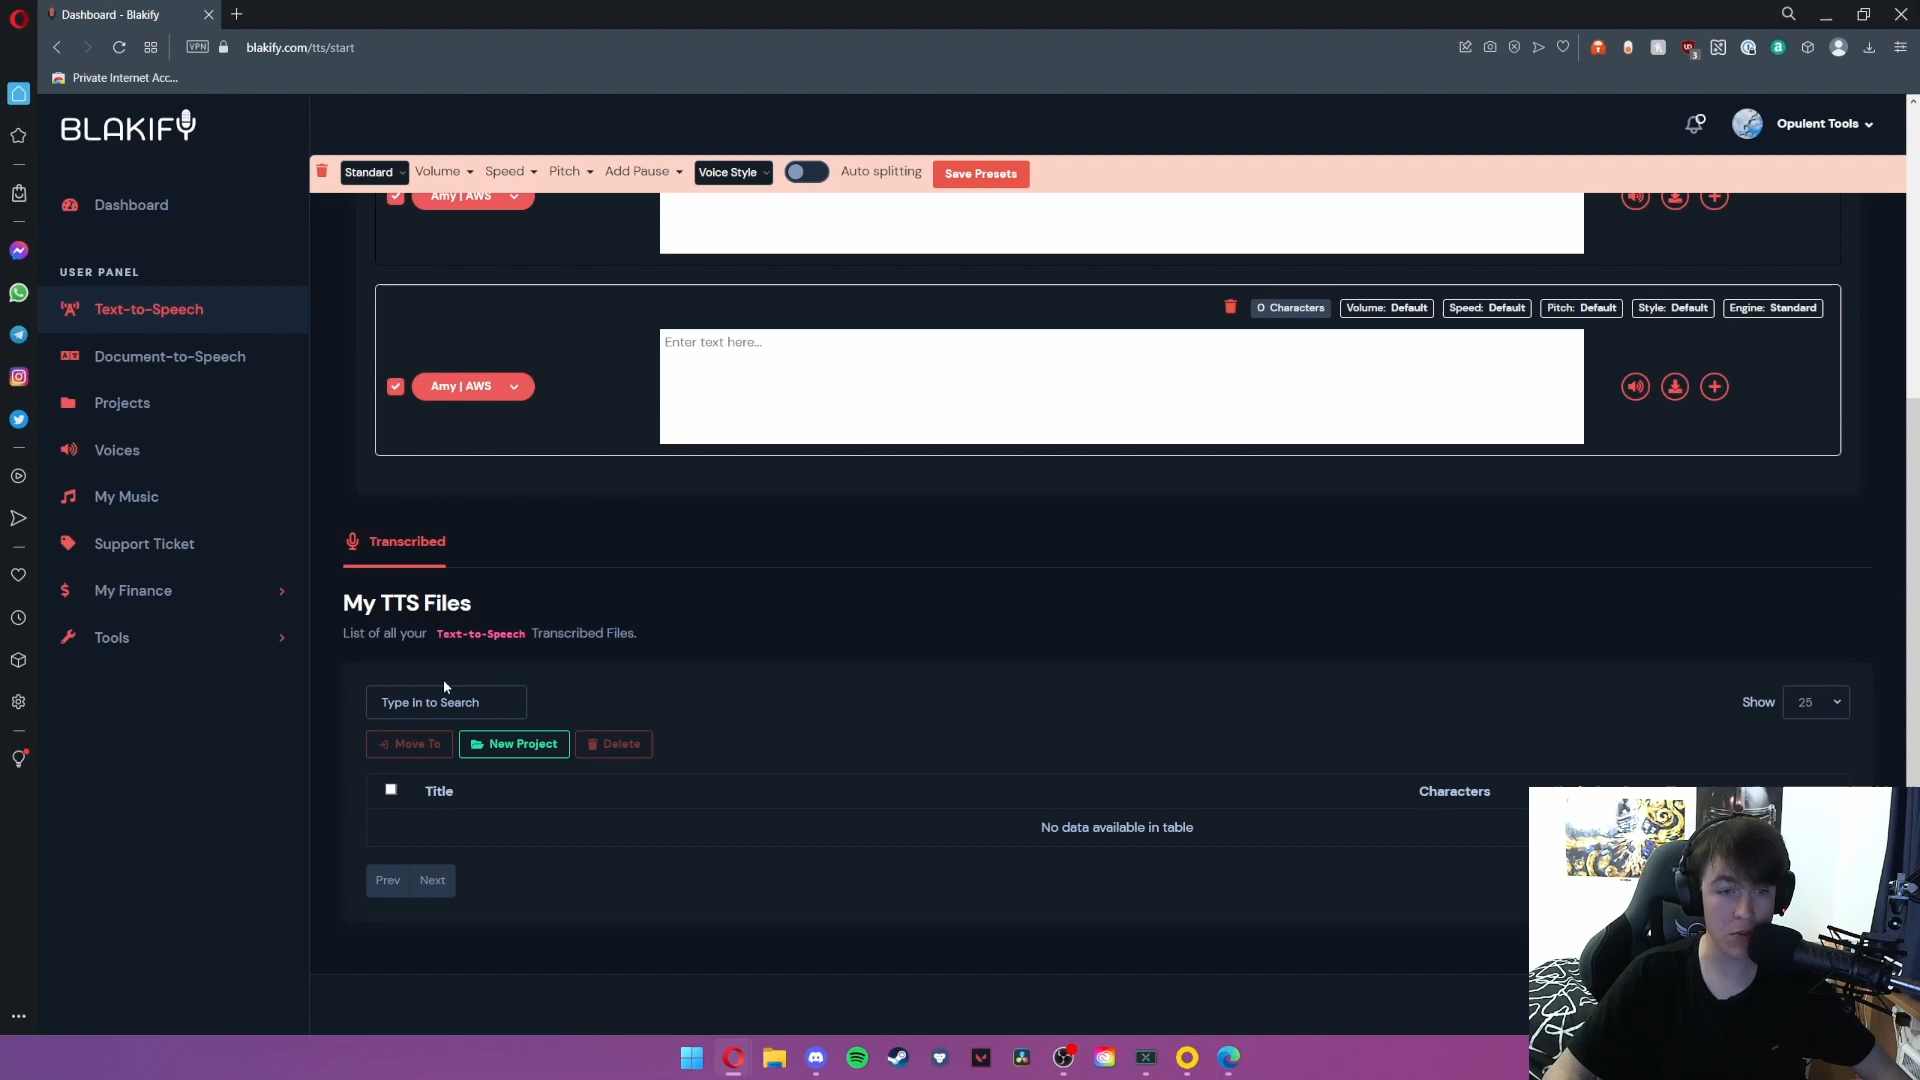 Dashboard - Blakify
VPN
blakify.com/tts/start
3
Private Internet Acc...
BLAKIFY
Opulent Tools
Standard
Volume
Speed
Pitch
Add Pause
Voice Style
Auto splitting
Save Presets
Dashboard
USER PANEL
Text-to-Speech
Document-to-Speech
Projects
Voices
My Music
Support Ticket
My Finance
Tools
Amy | AWS
0 Characters
Volume: Default
Speed: Default
Pitch: Default
Style: Default
Engine: Standard
Enter text here...
Amy | AWS
Transcribed
My TTS Files
List of all your Text-to-Speech Transcribed Files.
Type in to Search
Show 25
Move To
New Project
Delete
Title
Characters
No data available in table
Prev
Next